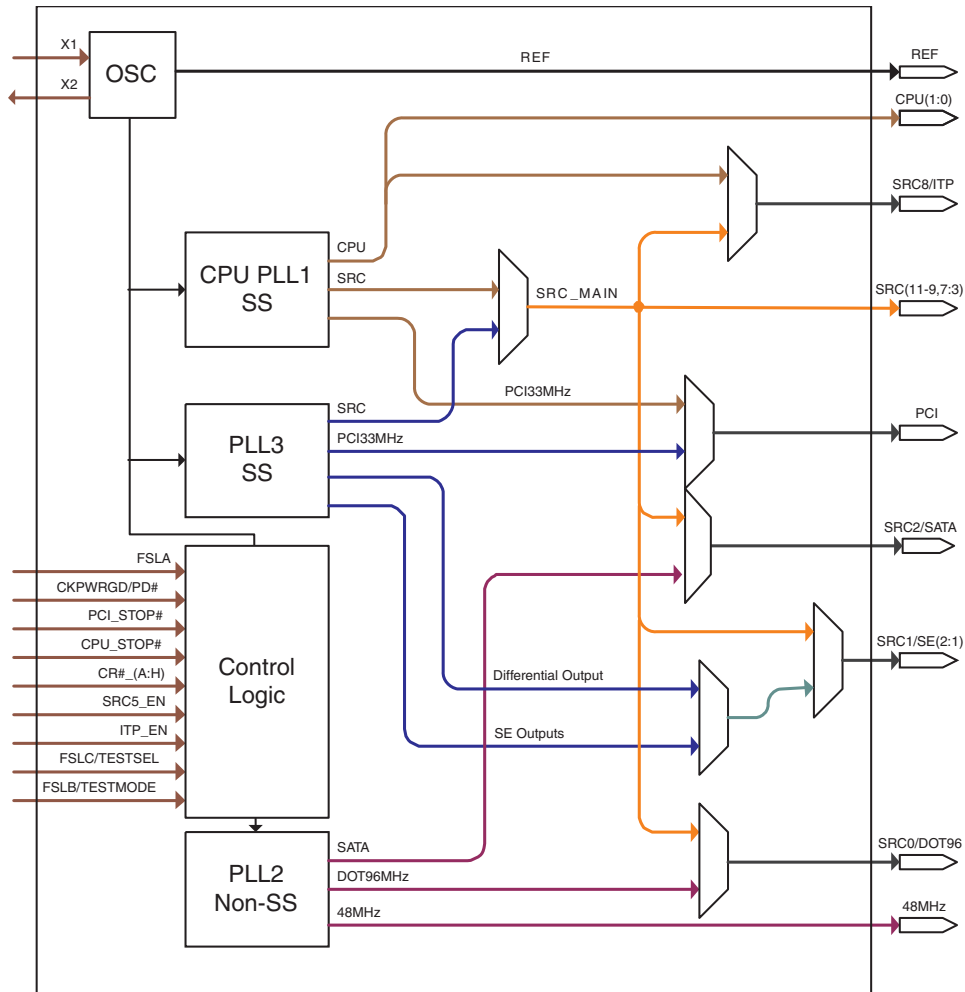 X1
X2
OSC
REF
REF
CPU(1:0)
SRC8/ITP
CPU PLL1
SS
CPU
SRC
SRC_MAIN
SRC(11-9,7:3)
PCI33MHz
PCI
PLL3
SS
SRC
PCI33MHz
SRC2/SATA
FSLA
CKPWRGD/PD#
PCI_STOP#
CPU_STOP#
CR#_(A:H)
SRC5_EN
ITP_EN
FSLC/TESTSEL
FSLB/TESTMODE
Control
Logic
Differential Output
SE Outputs
SRC1/SE(2:1)
PLL2
Non-SS
SATA
DOT96MHz
48MHz
SRC0/DOT96
48MHz